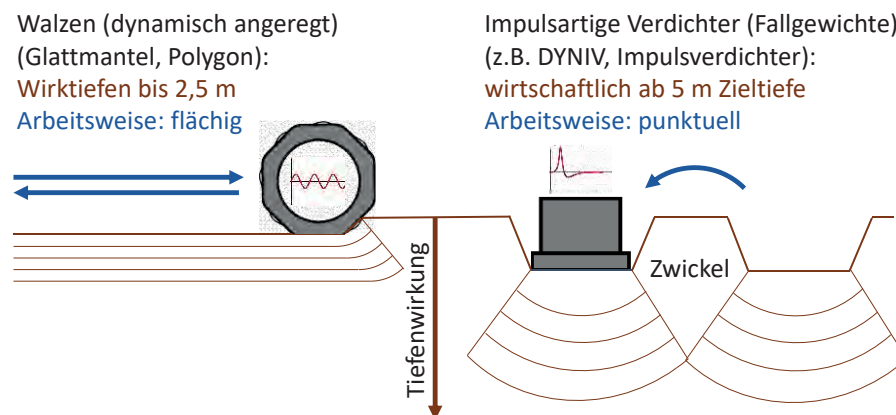 Walzen (dynamisch angeregt)
(Glattmantel, Polygon):
Wirktiefen bis 2,5 m
Arbeitsweise: flächig
Impulsartige Verdichter (Fallgewichte)
(z.B. DYNIV, Impulsverdichter):
wirtschaftlich ab 5 m Zieltiefe
Arbeitsweise: punktuell
Tiefenwirkung
Zwickel